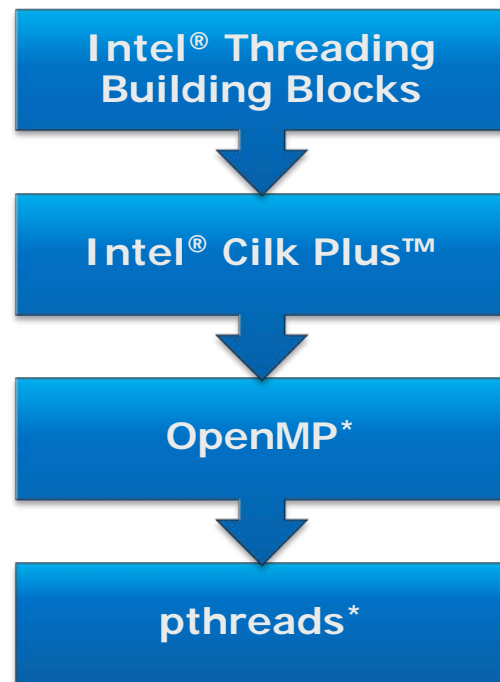 Intel® Threading
Building Blocks
Intel® Cilk Plus™
OpenMP*
pthreads*